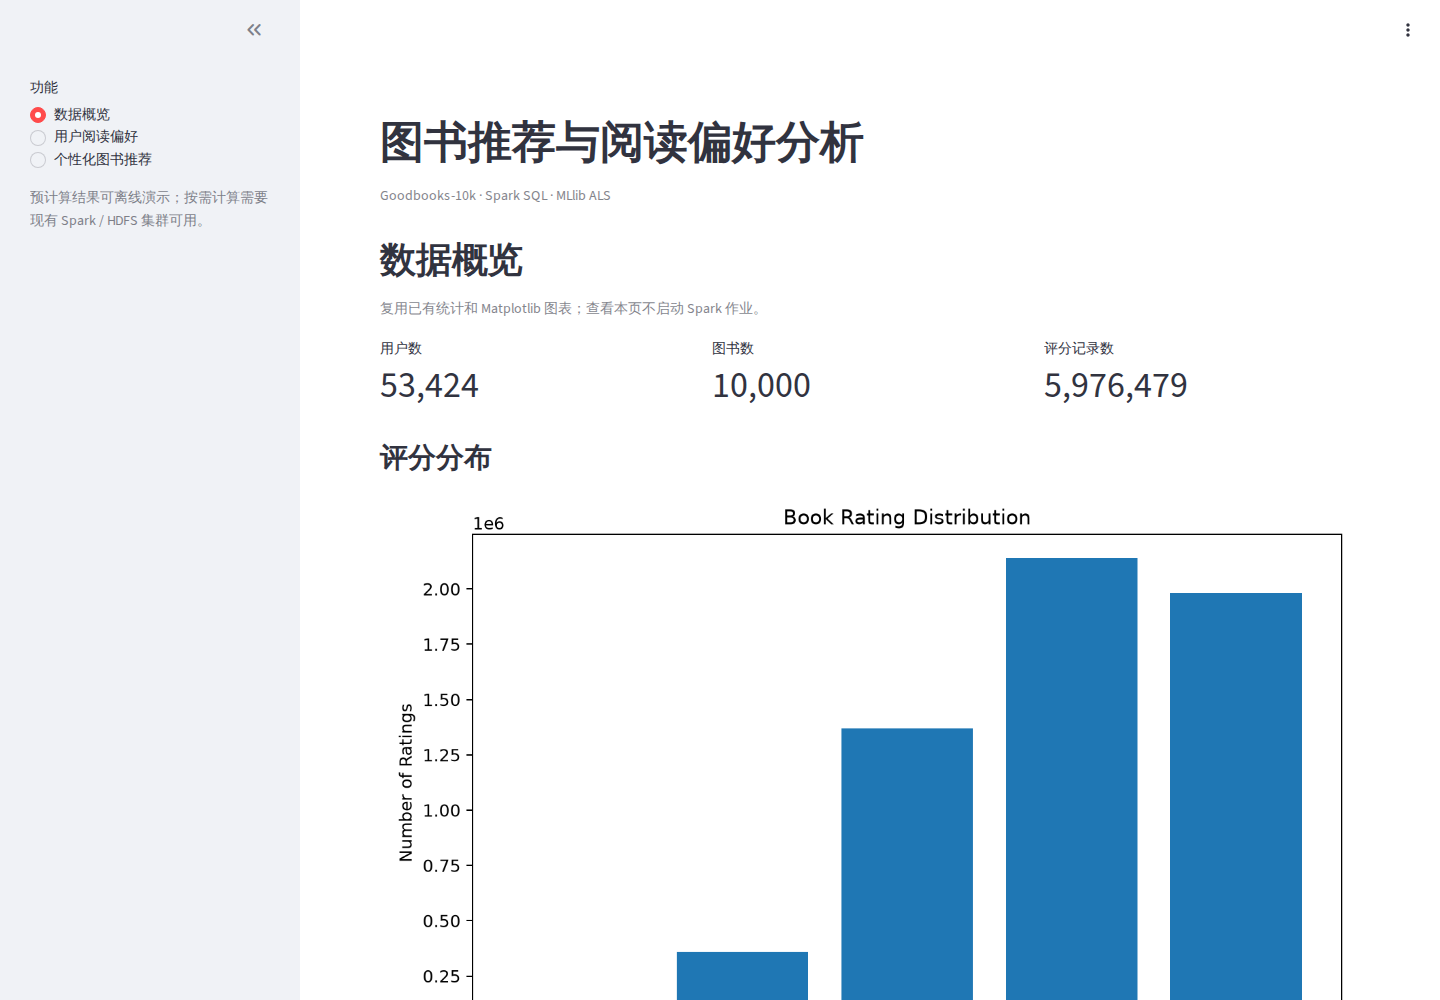 功能
数据概览
用户阅读偏好
个性化图书推荐
预计算结果可离线演示；按需计算需要
现有 Spark / HDFS 集群可用。
图书推荐与阅读偏好分析
Goodbooks-10k · Spark SQL · MLlib ALS
数据概览
复用已有统计和 Matplotlib 图表；查看本页不启动 Spark 作业。
用户数
53,424
图书数
10,000
评分记录数
5,976,479
评分分布
Book Rating Distribution
1e6
2.00
1.75
1.50
1.25
1.00
0.75
0.50
0.25
Number of Ratings